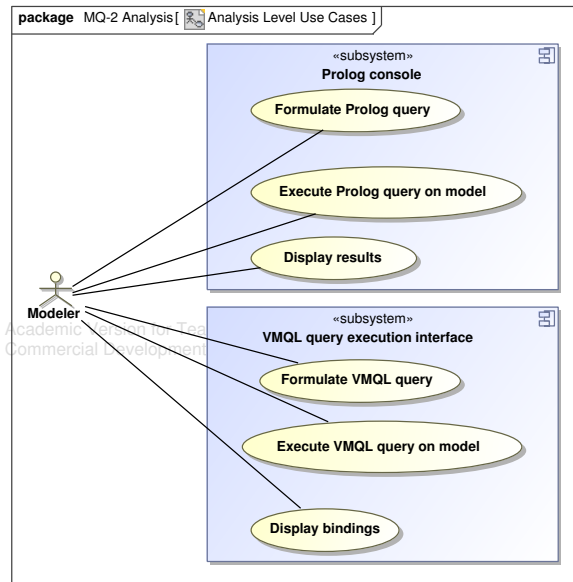 package MQ-2 Analysis [ Analysis Level Use Cases ]
«subsystem»
Prolog console
Formulate Prolog query
Execute Prolog query on model
Display results
Modeler
Academic Version for Tea
Commercial Development
«subsystem»
VMQL query execution interface
Formulate VMQL query
Execute VMQL query on model
Display bindings